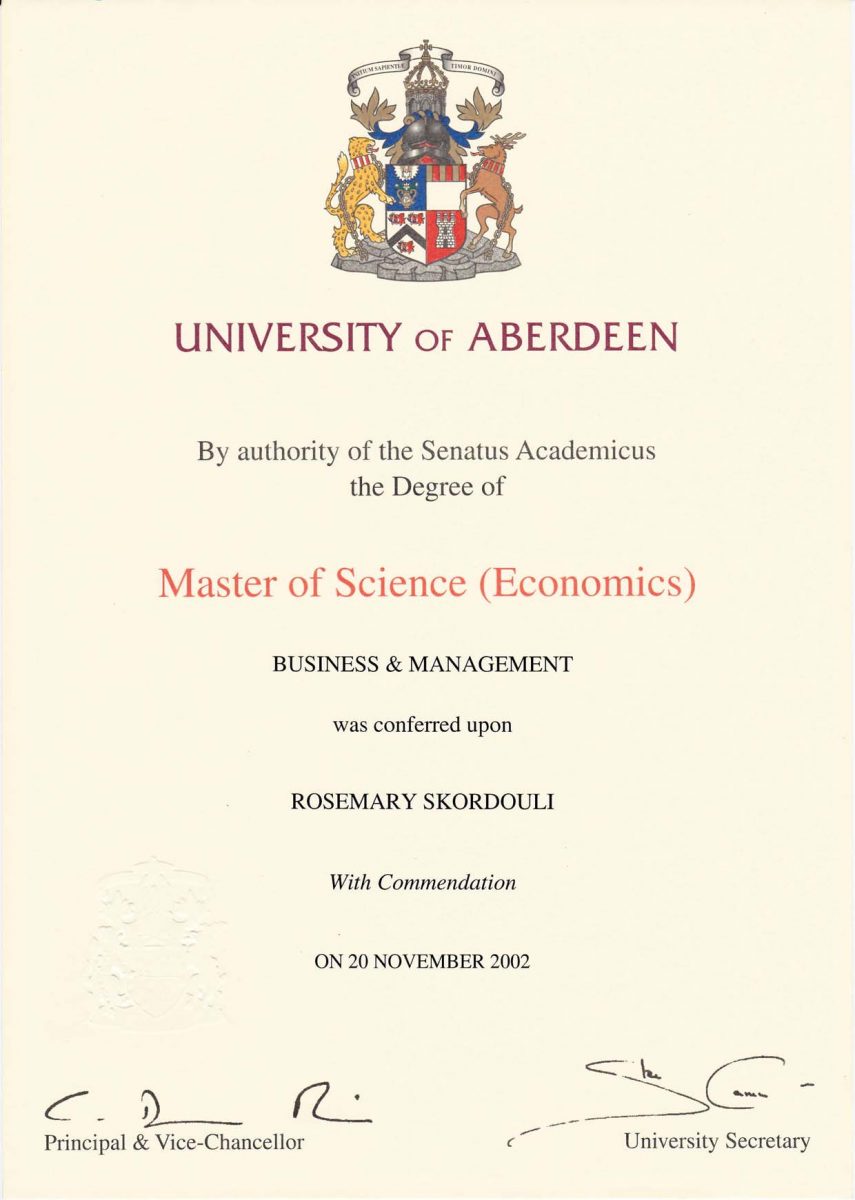 INITIUM SAPIENTIÆ TIMOR DOMINI
UNIVERSITY OF ABERDEEN
By authority of the Senatus Academicus
the Degree of
Master of Science (Economics)
BUSINESS & MANAGEMENT
was conferred upon
ROSEMARY SKORDOULI
With Commendation
ON 20 NOVEMBER 2002
Principal & Vice-Chancellor University Secretary